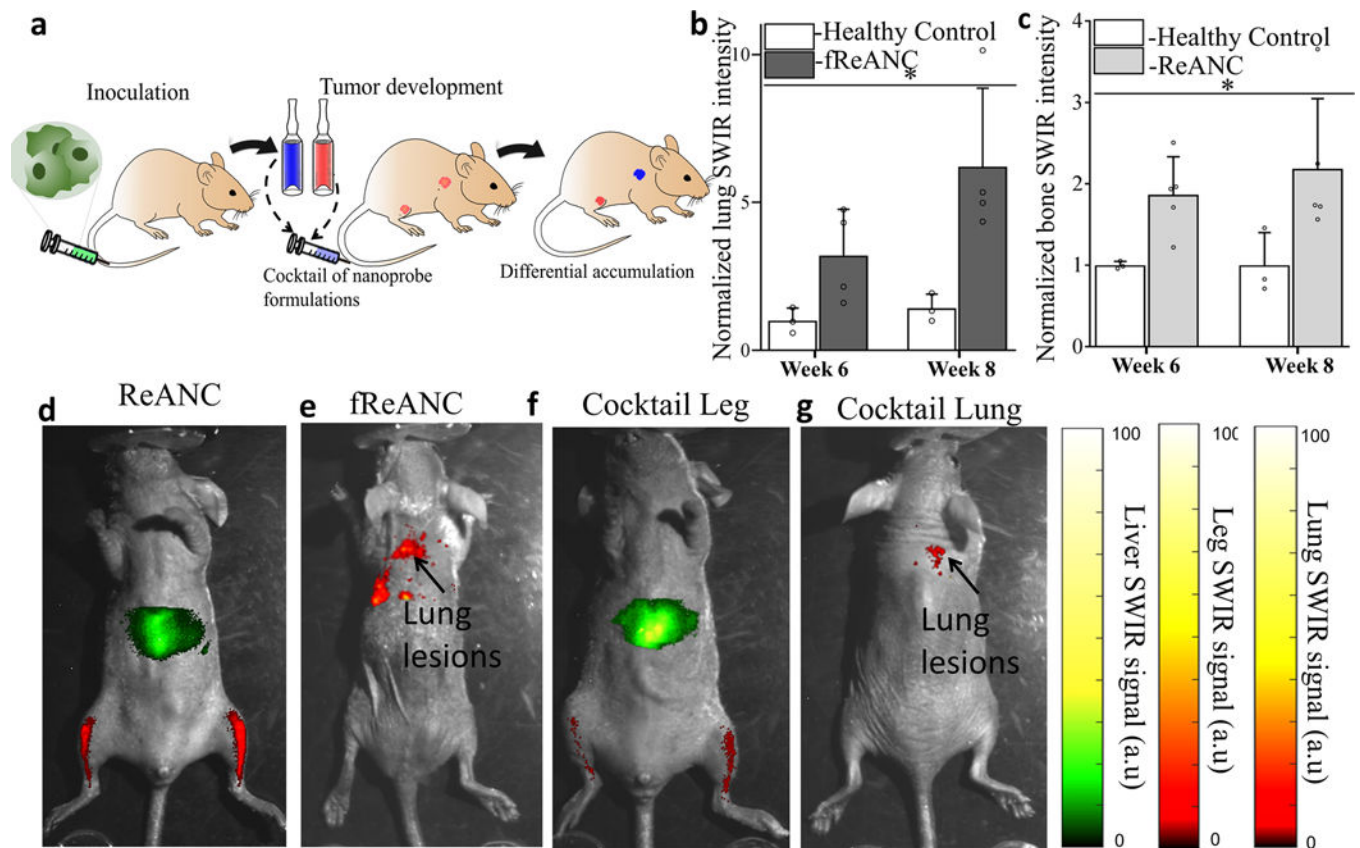 a
Inoculation
Tumor development
Cocktail of nanoprobe
formulations
Differential accumulation
b
Normalized lung SWIR intensity
10
5
0
-Healthy Control
-fReANC
*
Week 6
Week 8
c
Normalized bone SWIR intensity
4
3
2
1
0
-Healthy Control
-ReANC
*
Week 6
Week 8
d
ReANC
e
fReANC
Lung
lesions
f
Cocktail Leg
g
Cocktail Lung
Lung
lesions
100
0
Liver SWIR signal (a.u)
10(
0
Leg SWIR signal (a.u)
100
0
Lung SWIR signal (a.u)